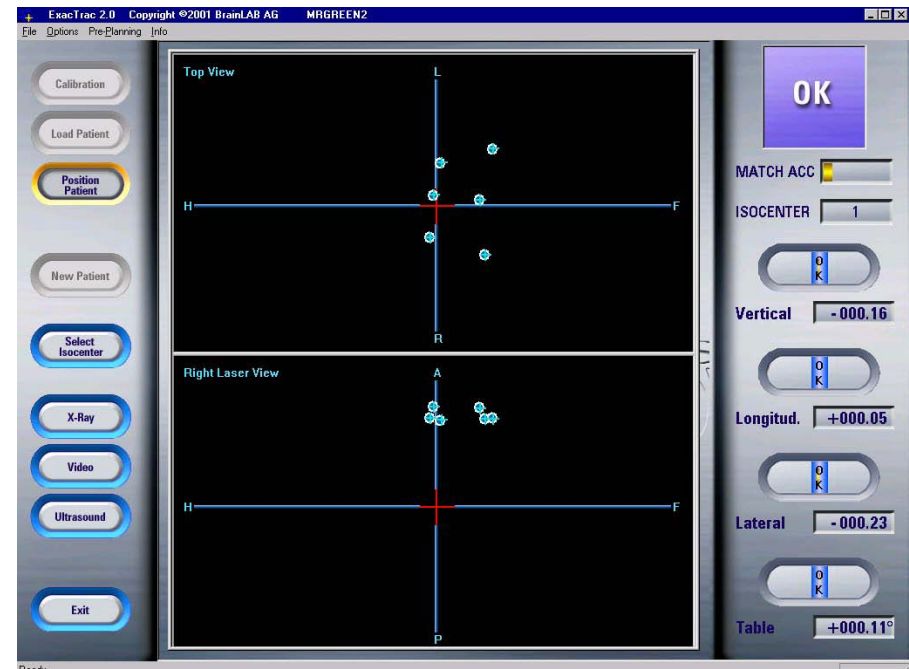 ExacTrac 2.0 Copyright ©2001 BrainLAB AG MRGREEN2
File Options Pre-Planning Info
Calibration
Load Patient
Position
Patient
New Patient
Select
Isocenter
X-Ray
Video
Ultrasound
Exit
Top View
L
H
F
R
Right Laser View
A
H
F
P
OK
MATCH ACC
ISOCENTER 1
O
K
Vertical -000.16
O
K
Longitud. +000.05
O
K
Lateral -000.23
O
K
Table +000.11°
Ready